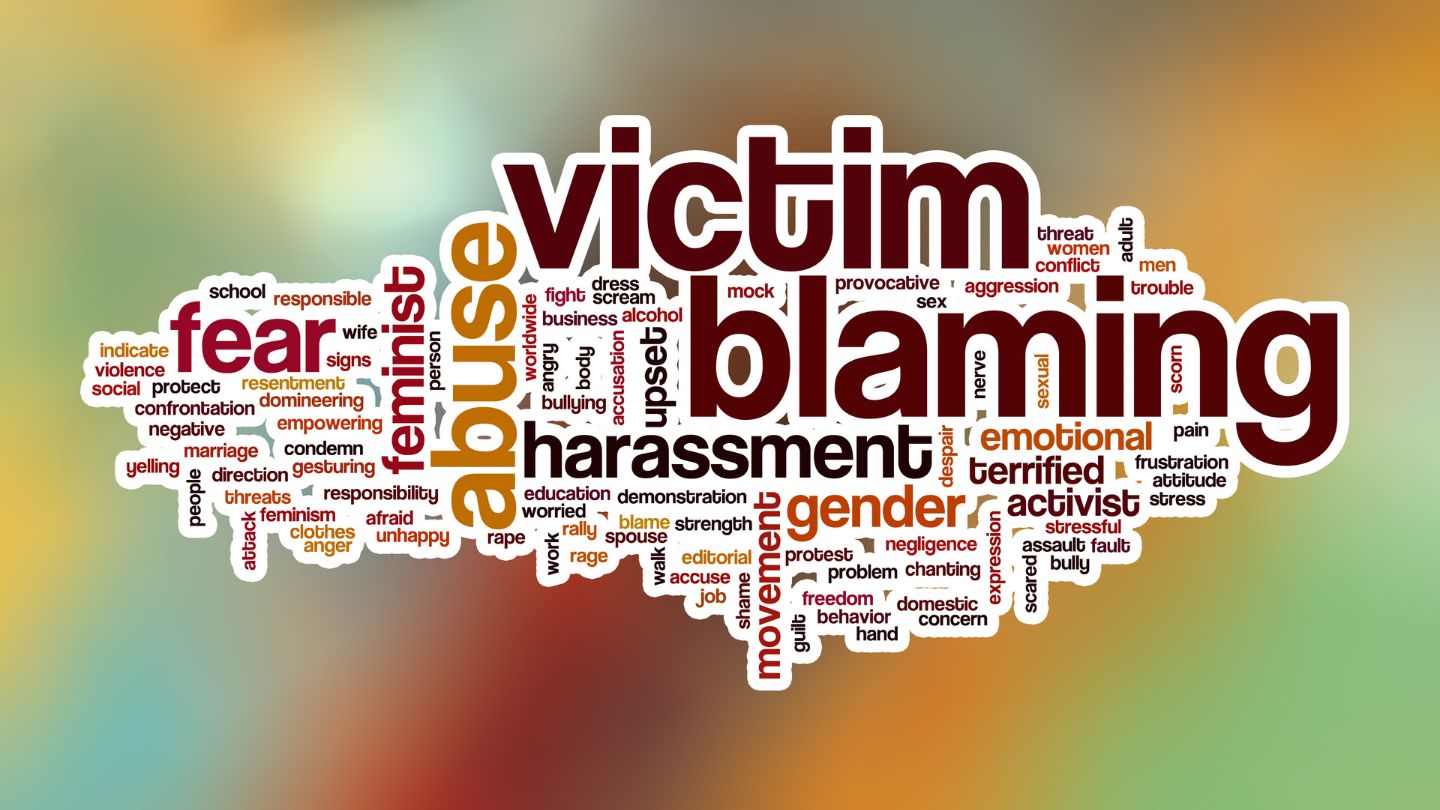 victim
blaming
threat
women
conflict
adult
men
trouble
provocative
aggression
sex
mock
dress
scream
fight
business
alcohol
worldwide
angry
body
bullying
accusation
upset
abuse
feminist
person
school
responsible
fear
wife
signs
indicate
violence
social
protect
resentment
domineering
confrontation
negative
empowering
marriage
condemn
yelling
direction
gesturing
people
threats
responsibility
attack
feminism
clothes
anger
afraid
unhappy
nerve
sexual
scorn
harassment
despair
emotional
pain
terrified
frustration
attitude
activist
stress
education
demonstration
worried
rally
blame
strength
spouse
rape
work
rage
walk
editorial
accuse
job
shame
movement
gender
protest
negligence
problem
chanting
expression
stressful
assault
fault
bully
scared
freedom
behavior
domestic
concern
guilt
hand